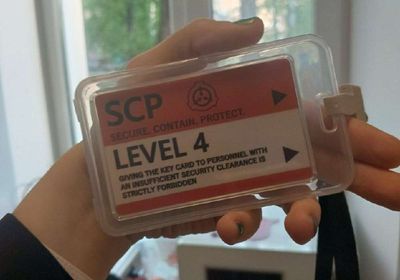 SCP
SECURE. CONTAIN. PROTECT.
LEVEL 4
GIVING THE KEY CARD TO PERSONNEL WITH
AN INSUFFICIENT SECURITY CLEARANCE IS
STRICTLY FORBIDDEN